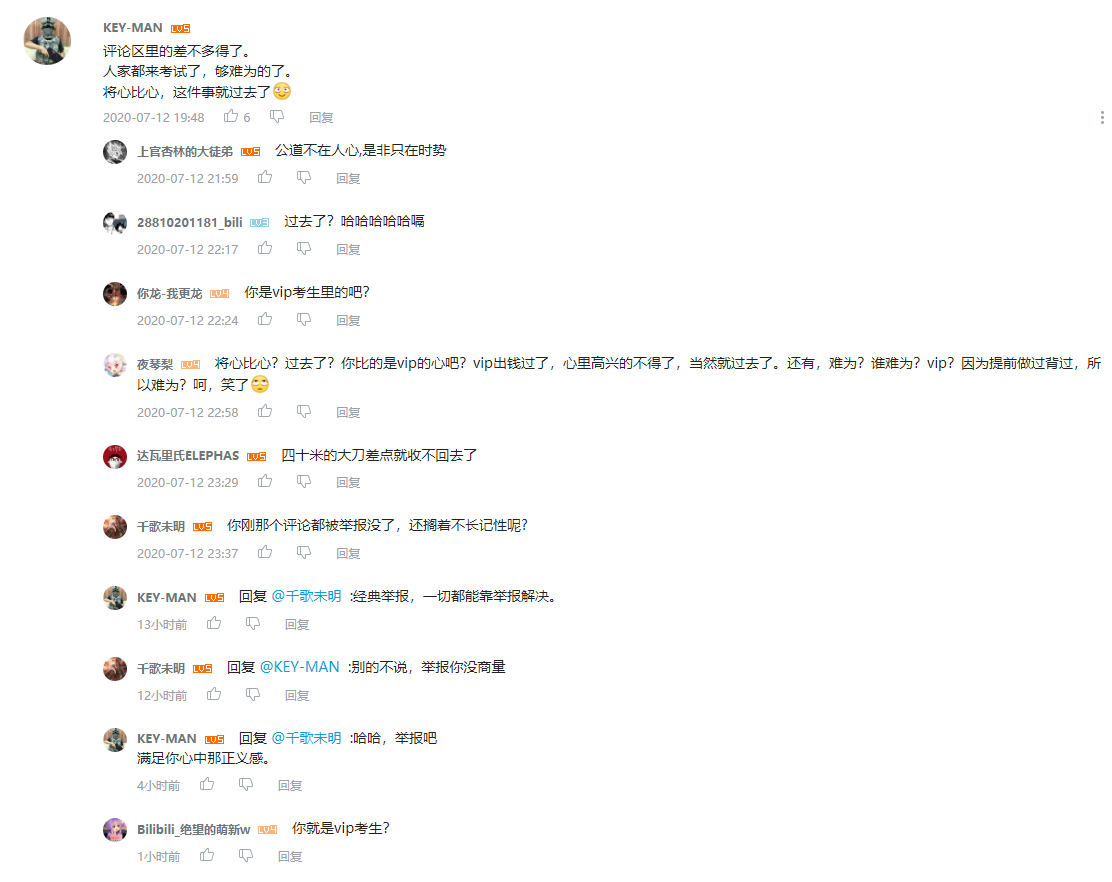 KEY-MAN LV5
评论区里的差不多得了。
人家都来考试了，够难为的了。
将心比心，这件事就过去了
2020-07-12 19:48 6 回复
上官杏林的大徒弟 LV5 公道不在人心,是非只在时势
2020-07-12 21:59 回复
28810201181_bili LV3 过去了？哈哈哈哈哈嗝
2020-07-12 22:17 回复
你龙-我更龙 LV4 你是vip考生里的吧？
2020-07-12 22:24 回复
夜琴梨 LV4 将心比心？过去了？你比的是vip的心吧？vip出钱过了，心里高兴的不得了，当然就过去了。还有，难为？谁难为？vip？因为提前做过背过，所
以难为？呵，笑了
2020-07-12 22:58 回复
达瓦里氏ELEPHAS LV5 四十米的大刀差点就收不回去了
2020-07-12 23:29 回复
千歌未明 LV5 你刚那个评论都被举报没了，还搁着不长记性呢?
2020-07-12 23:37 回复
KEY-MAN LV5 回复 @千歌未明 :经典举报，一切都能靠举报解决。
13小时前 回复
千歌未明 LV5 回复 @KEY-MAN :别的不说，举报你没商量
12小时前 回复
KEY-MAN LV5 回复 @千歌未明 :哈哈，举报吧
满足你心中那正义感。
4小时前 回复
Bilibili_绝望的萌新w LV4 你就是vip考生？
1小时前 回复